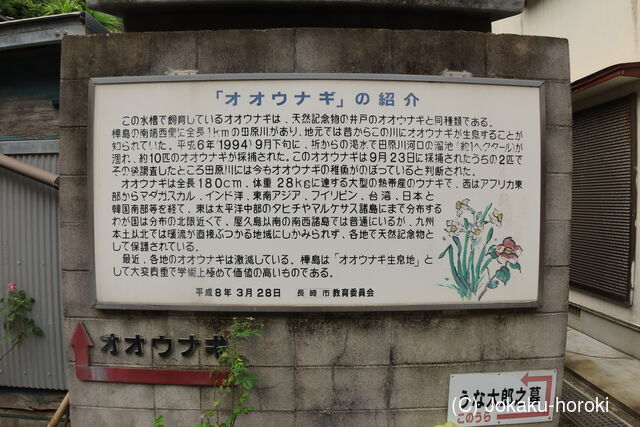 「オオウナギ」の紹介
この水槽で飼育しているオオウナギは、天然記念物の井戸のオオウナギと同種類である。
樺島の南端西側に全長1kmの田原川があり、地元では昔からこの川にオオウナギが生息することが
知られていた。平成6年(1994)9月下旬に、折からの渇水で田原川河口の溜池(約1ヘクタール)が
涸れ、約10匹のオオウナギが採捕された。このオオウナギは9月23日に採捕されたうちの2匹で
その後調査したところ田原川には今もオオウナギの稚魚がのぼっていると判断された。
オオウナギは全長180cm、体重28kgに達する大型の熱帯産のウナギで、西はアフリカ東
部からマダガスカル、インド洋、東南アジア、フイリピン、台湾、日本と
韓国南部等を経て、東は太平洋中部のタヒチやマルケサス諸島にまで分布する
わが国は分布の北限近くて、屋久島以南の南西諸島では普通にいるが、九州
本土以北では暖流が直接ぶつかる地域にしかみられず、各地で天然記念物と
して保護されている。
最近、各地のオオウナギは激減している。樺島は「オオウナギ生息地」と
して大変貴重で学術上極めて価値の高いものである。
平成8年3月28日 長崎市教育委員会
オオウナギ
うな太郎之墓
このうら
(C)Jokaku-horoki